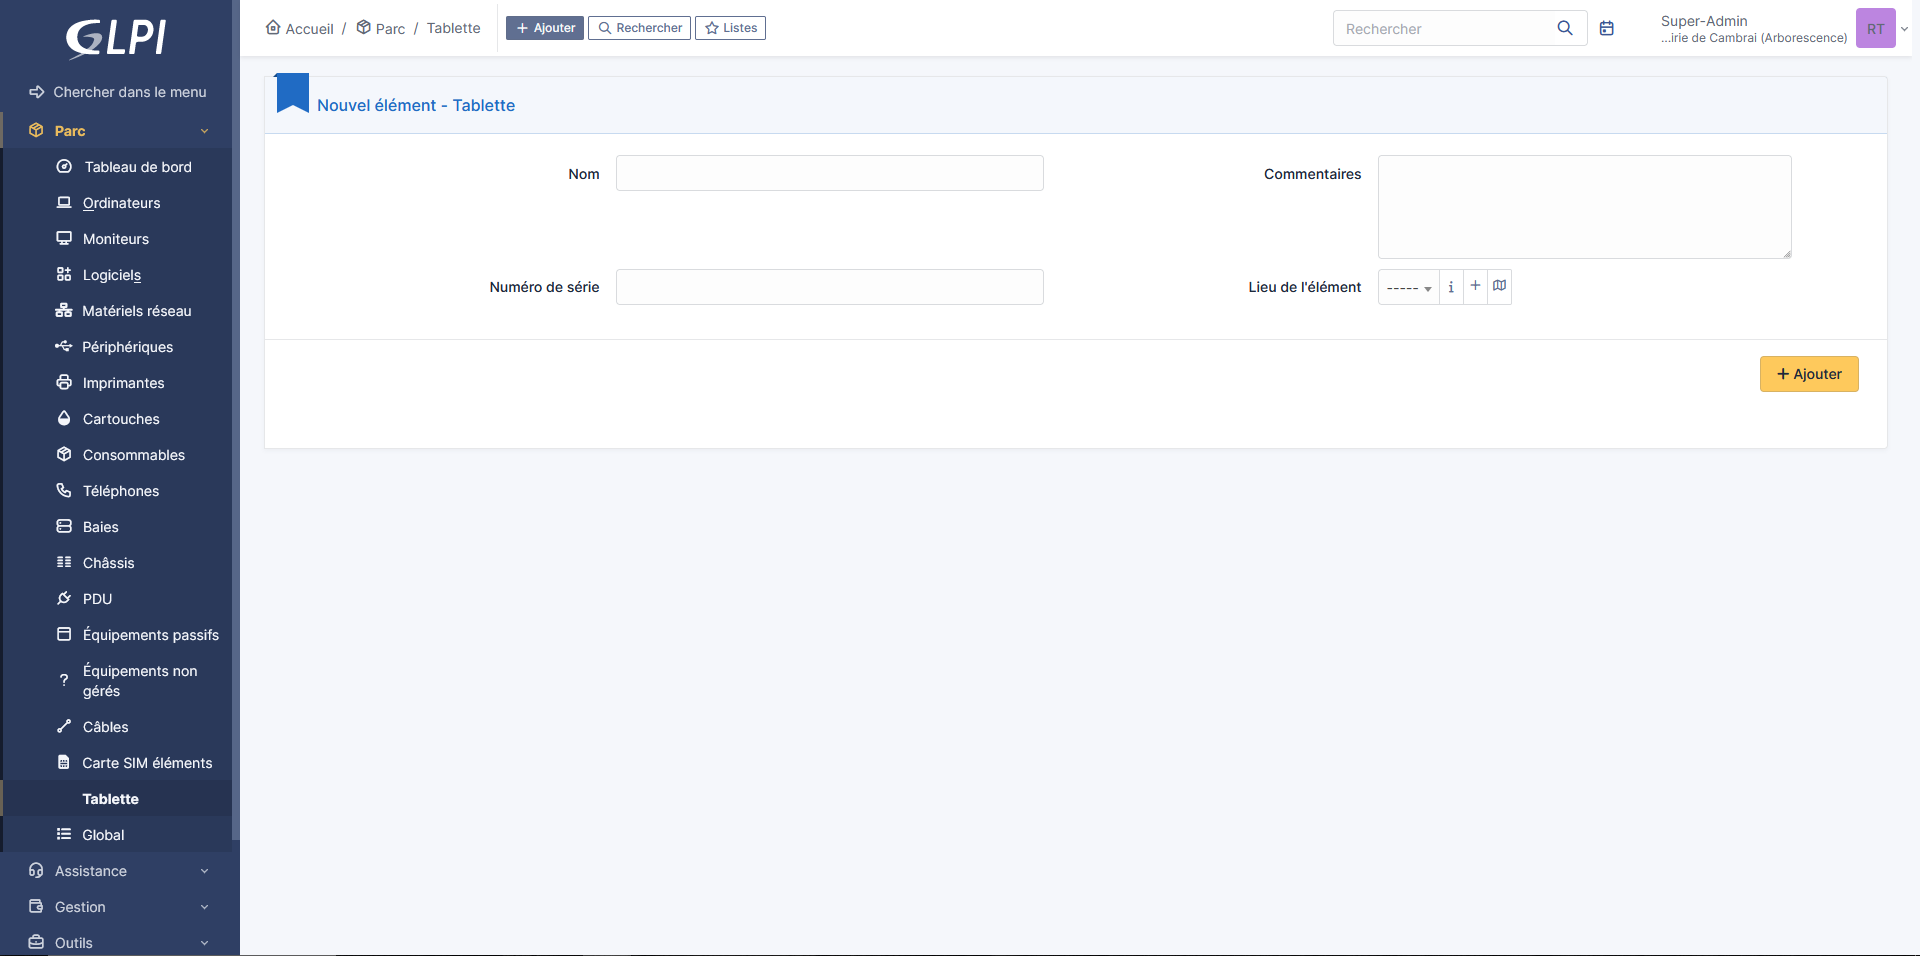 GLPI
Chercher dans le menu
Parc
Tableau de bord
Ordinateurs
Moniteurs
Logiciels
Matériels réseau
Périphériques
Imprimantes
Cartouches
Consommables
Téléphones
Baies
Châssis
PDU
Équipements passifs
? Équipements non
gérés
Câbles
Carte SIM éléments
Tablette
Global
Assistance
Gestion
Outils
Accueil / Parc / Tablette
+ Ajouter
Rechercher
Listes
Rechercher
Super-Admin
...irie de Cambrai (Arborescence)
RT
Nouvel élément - Tablette
Nom
Commentaires
Numéro de série
Lieu de l'élément
----- i +
+ Ajouter